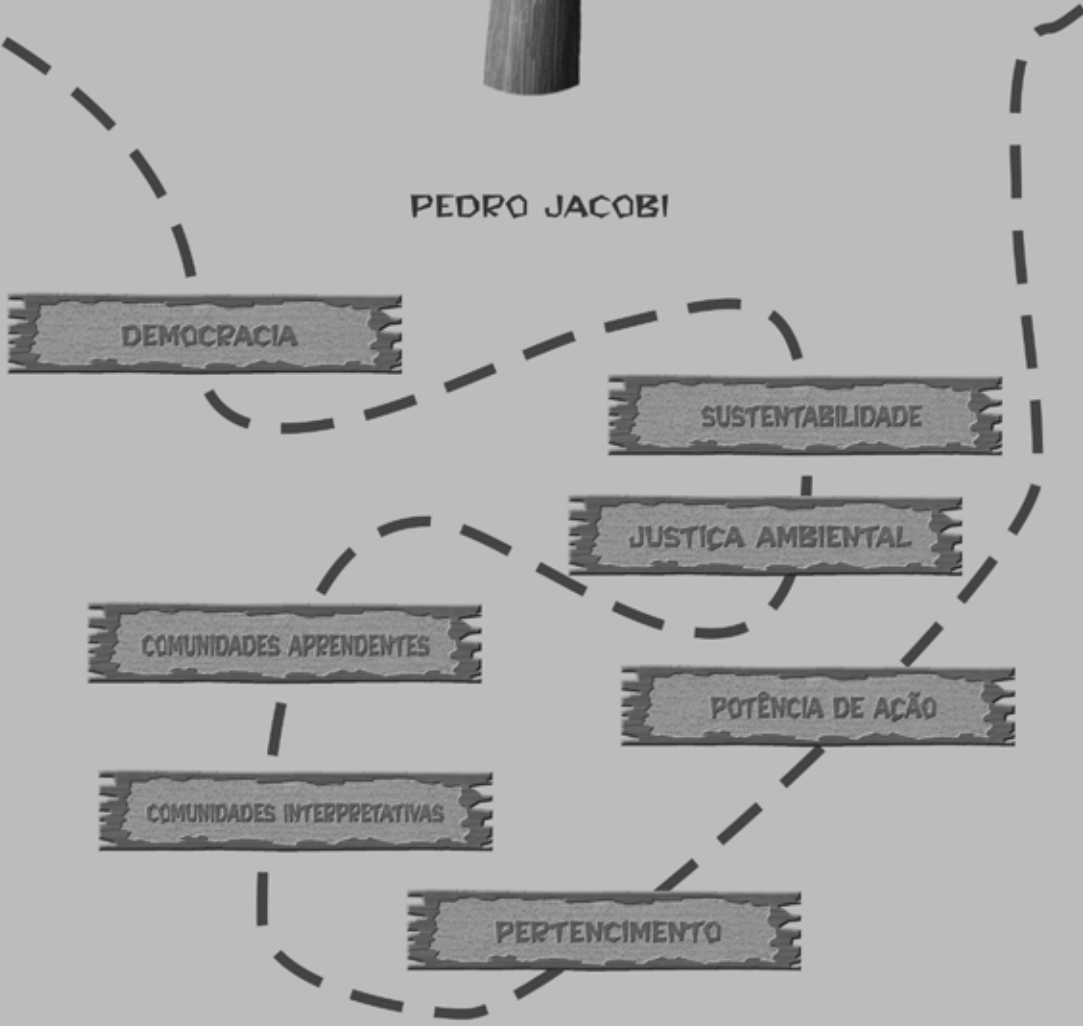 PEDRO JACOBI
DEMOCRACIA
SUSTENTABILIDADE
JUSTIÇA AMBIENTAL
COMUNIDADES APRENDENTES
POTÊNCIA DE AÇÃO
COMUNIDADES INTERPRETATIVAS
PERTENCIMENTO